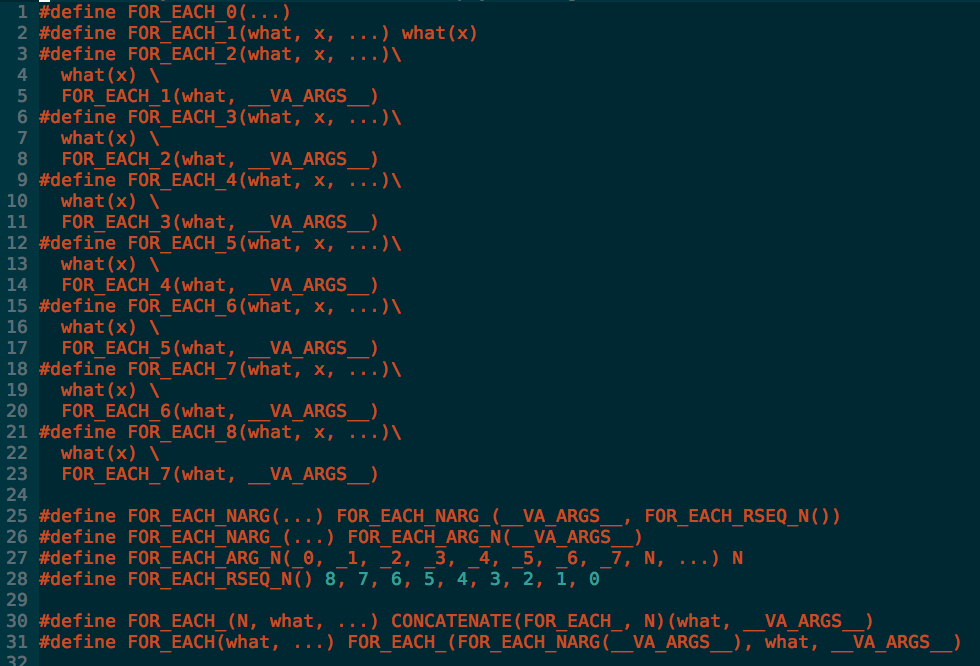 1 #define FOR_EACH_0(...)
2 #define FOR_EACH_1(what, x, ...) what(x)
3 #define FOR_EACH_2(what, x, ...)\
4   what(x) \
5   FOR_EACH_1(what, __VA_ARGS__)
6 #define FOR_EACH_3(what, x, ...)\
7   what(x) \
8   FOR_EACH_2(what, __VA_ARGS__)
9 #define FOR_EACH_4(what, x, ...)\
10   what(x) \
11   FOR_EACH_3(what, __VA_ARGS__)
12 #define FOR_EACH_5(what, x, ...)\
13   what(x) \
14   FOR_EACH_4(what, __VA_ARGS__)
15 #define FOR_EACH_6(what, x, ...)\
16   what(x) \
17   FOR_EACH_5(what, __VA_ARGS__)
18 #define FOR_EACH_7(what, x, ...)\
19   what(x) \
20   FOR_EACH_6(what, __VA_ARGS__)
21 #define FOR_EACH_8(what, x, ...)\
22   what(x) \
23   FOR_EACH_7(what, __VA_ARGS__)
24
25 #define FOR_EACH_NARG(...) FOR_EACH_NARG_(__VA_ARGS__, FOR_EACH_RSEQ_N())
26 #define FOR_EACH_NARG_(...) FOR_EACH_ARG_N(__VA_ARGS__)
27 #define FOR_EACH_ARG_N(_0, _1, _2, _3, _4, _5, _6, _7, N, ...) N
28 #define FOR_EACH_RSEQ_N() 8, 7, 6, 5, 4, 3, 2, 1, 0
29
30 #define FOR_EACH_(N, what, ...) CONCATENATE(FOR_EACH_, N)(what, __VA_ARGS__)
31 #define FOR_EACH(what, ...) FOR_EACH_(FOR_EACH_NARG(__VA_ARGS__), what, __VA_ARGS__)
32